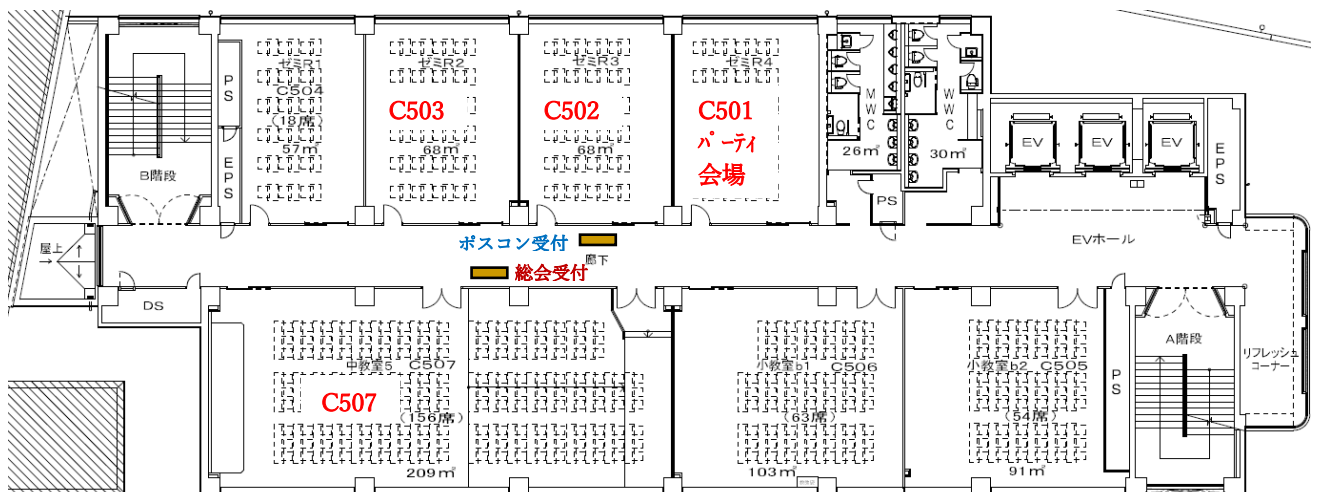 ゼミR1
ゼミR2
ゼミR3
ゼミR4
PS
EPS
C504
(18席)
57㎡
C503
68㎡
C502
68㎡
C501
パーティ
会場
MWC
26㎡
WWC
30㎡
PS
EV
EV
EV
EPS
B階段
屋上
ポスコン受付
廊下
総会受付
EVホール
DS
中教室5 C507
C507
(156席)
209㎡
小教室b1 C506
(63席)
103㎡
小教室b2 C505
(54席)
91㎡
PS
A階段
リフレッシュ
コーナー